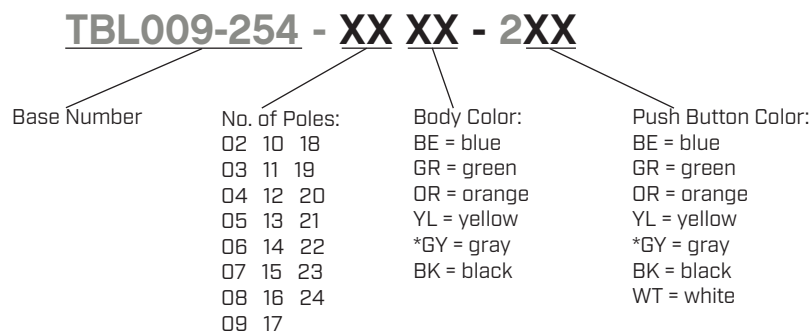 TBL009-254 - XX XX - 2XX
Base Number
No. of Poles:
02 10 18
03 11 19
04 12 20
05 13 21
06 14 22
07 15 23
08 16 24
09 17
Body Color:
BE = blue
GR = green
OR = orange
YL = yellow
*GY = gray
BK = black
Push Button Color:
BE = blue
GR = green
OR = orange
YL = yellow
*GY = gray
BK = black
WT = white